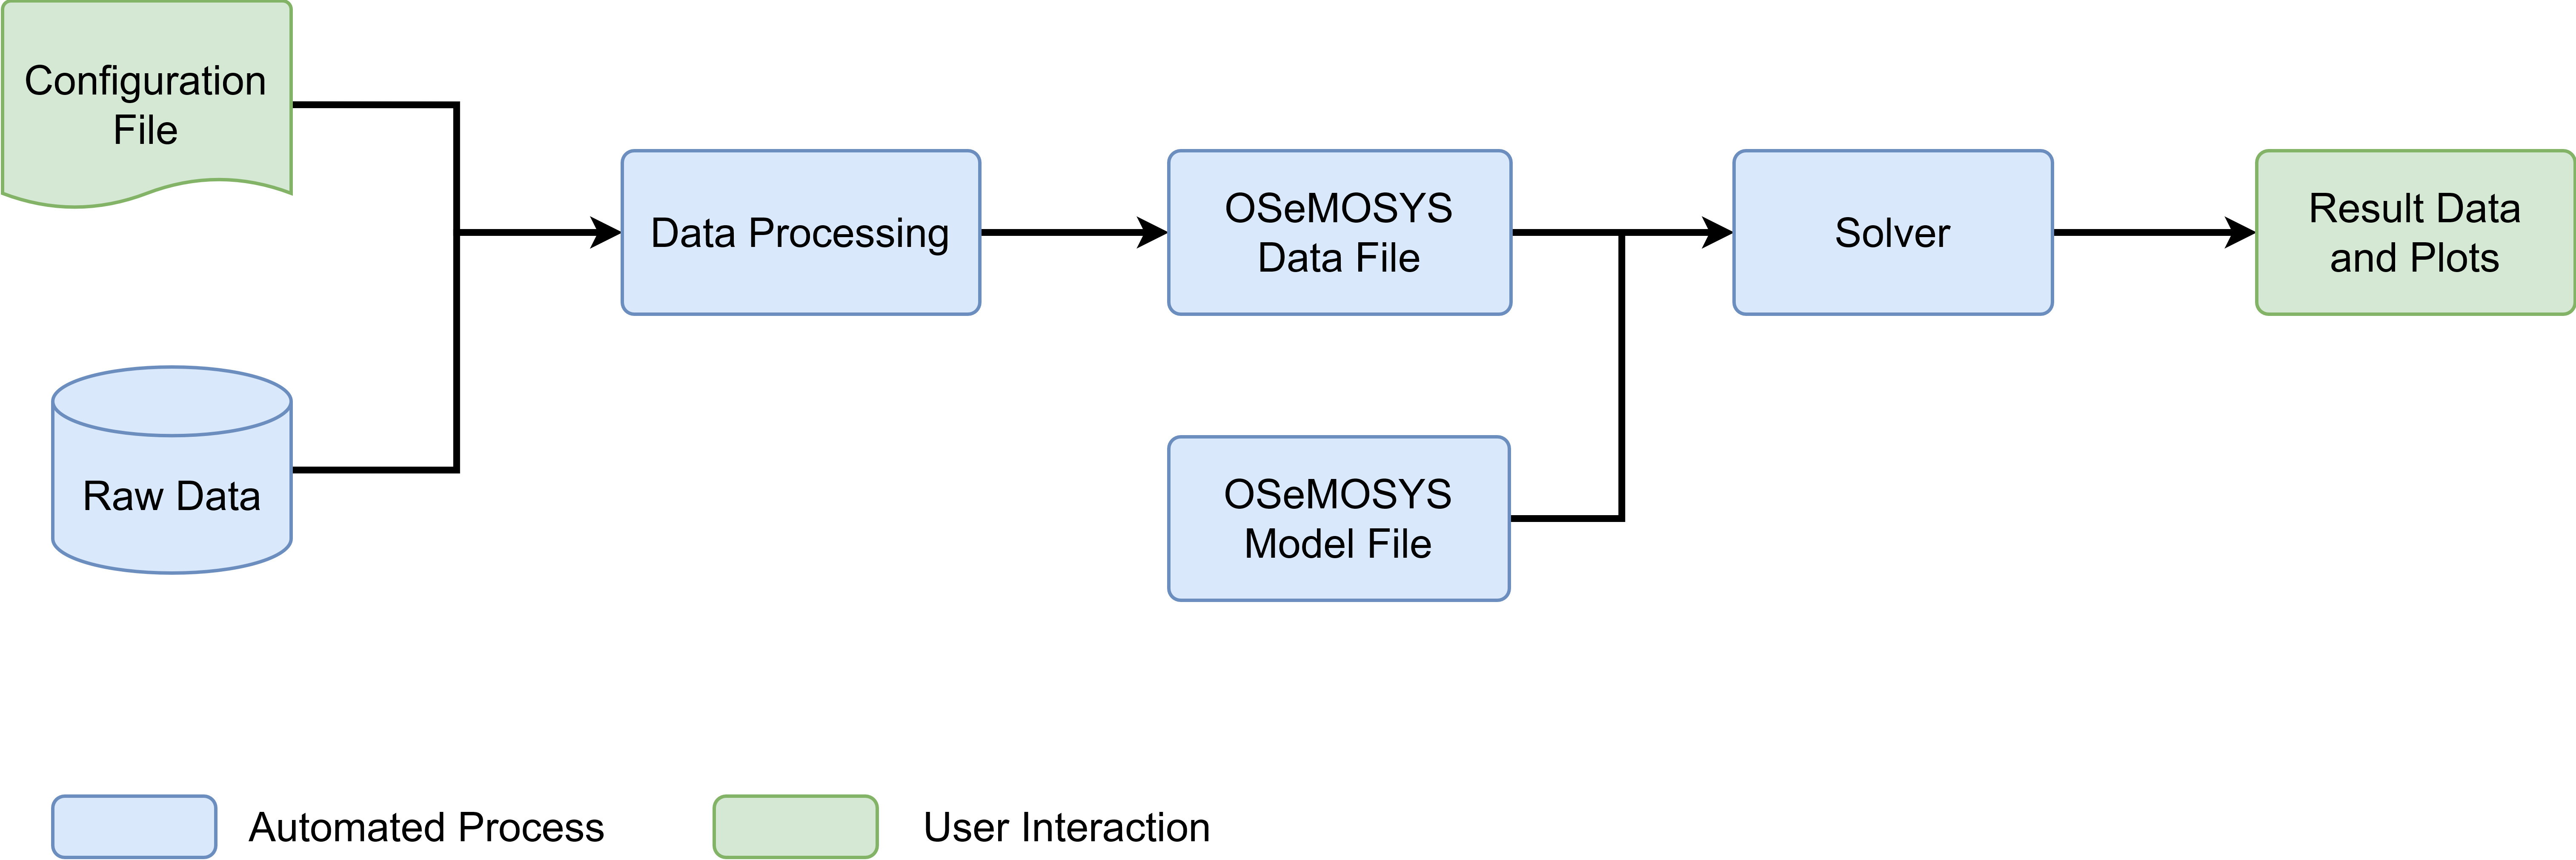 Configuration
File
Raw Data
Data Processing
OSeMOSYS
Data File
OSeMOSYS
Model File
Solver
Result Data
and Plots
Automated Process
User Interaction